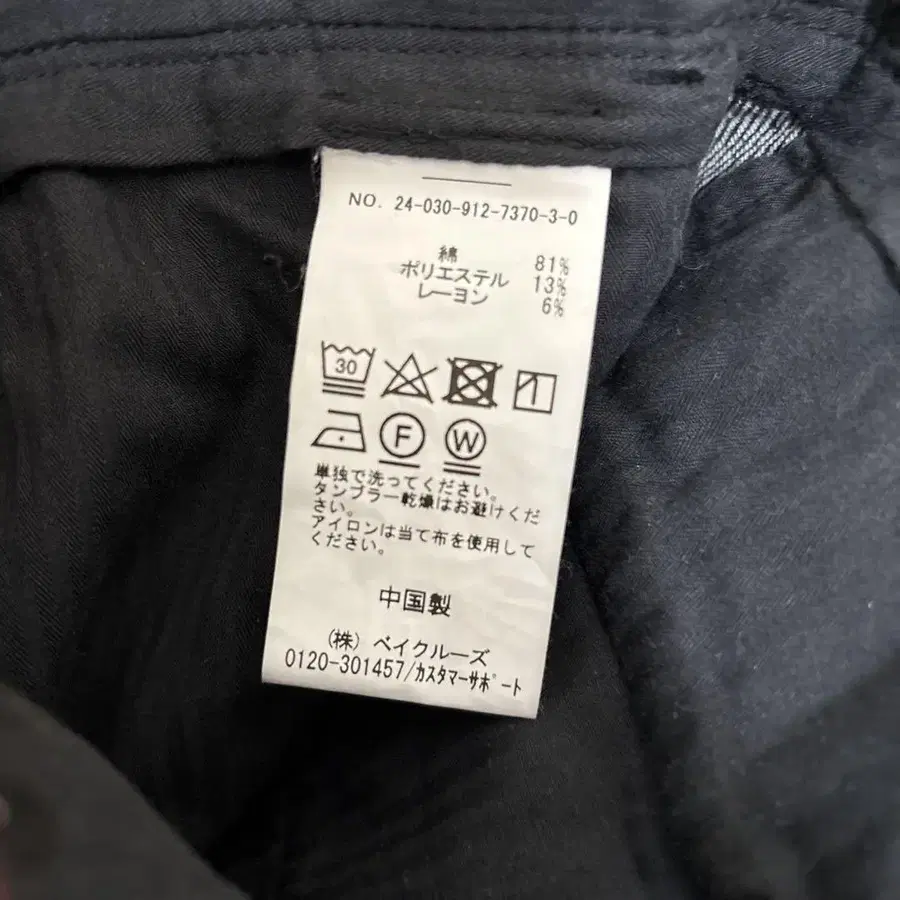 NO. 24-030-912-7370-3-0
綿 81%
ポリエステル 13%
レーヨン 6%
30
F W
単独で洗ってください。
タンブラー乾燥はお避けくだ
さい。
アイロンは当て布を使用して
ください。
中国製
(株) ベイクルーズ
0120-301457/カスタマーサポート